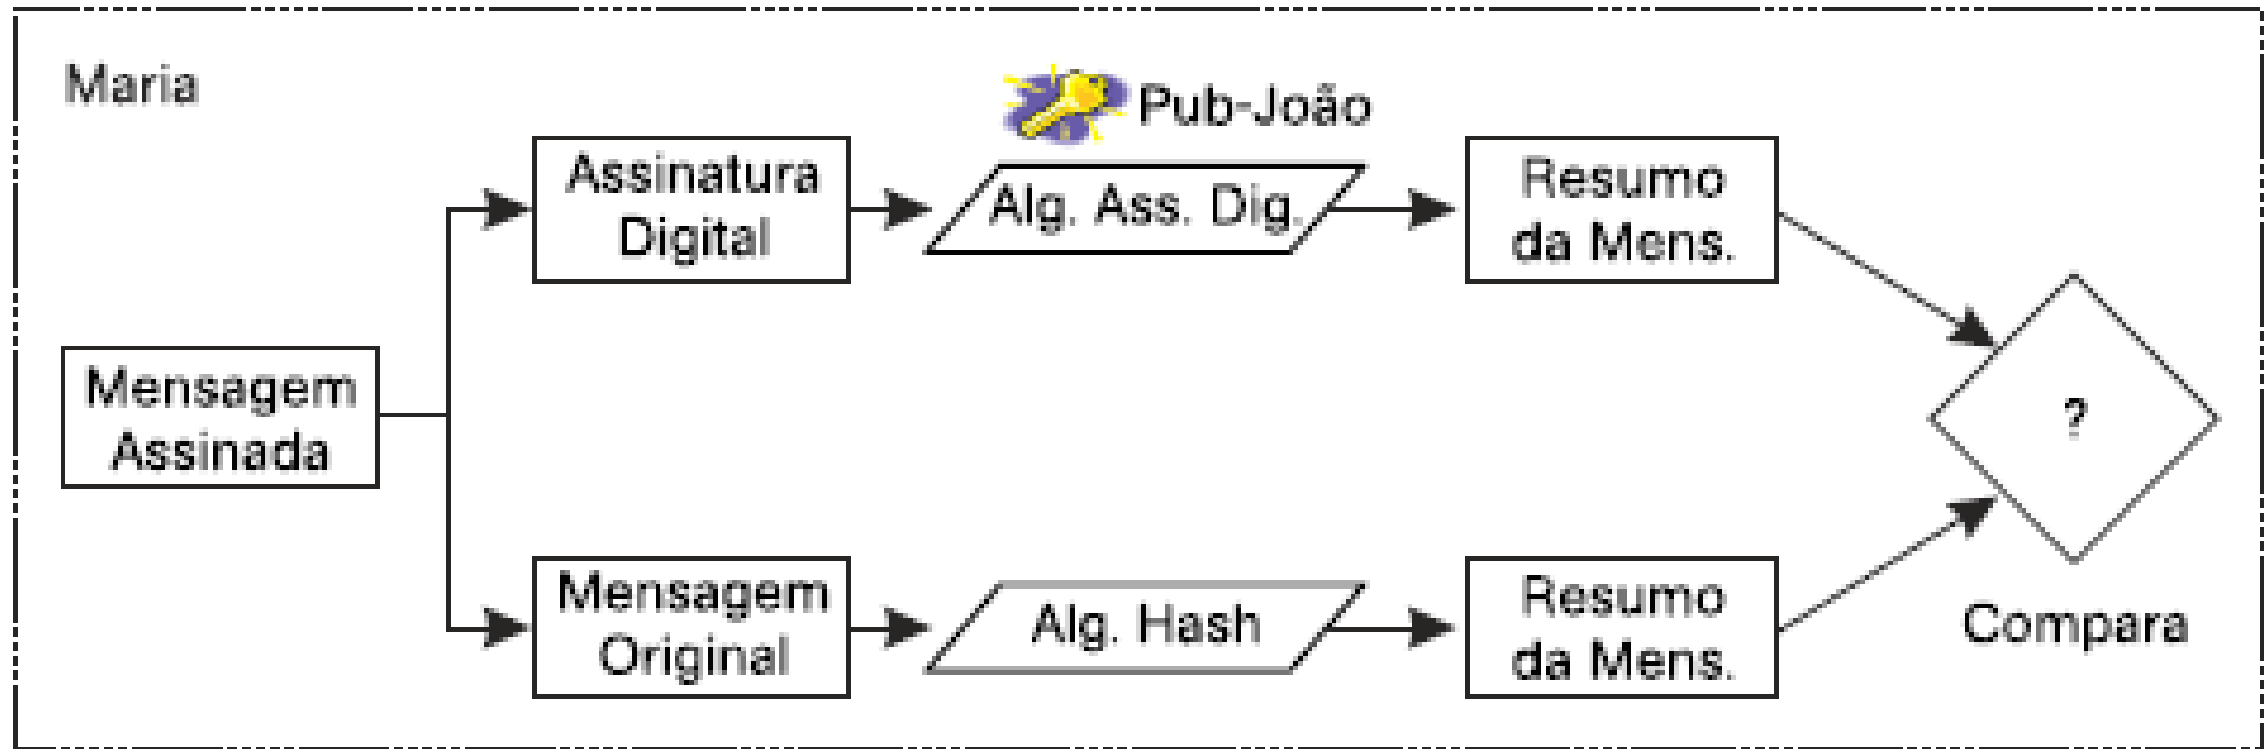 Maria
Pub-João
Assinatura
Digital
Alg. Ass. Dig.
Resumo
da Mens.
Mensagem
Assinada
?
Compara
Mensagem
Original
Alg. Hash
Resumo
da Mens.